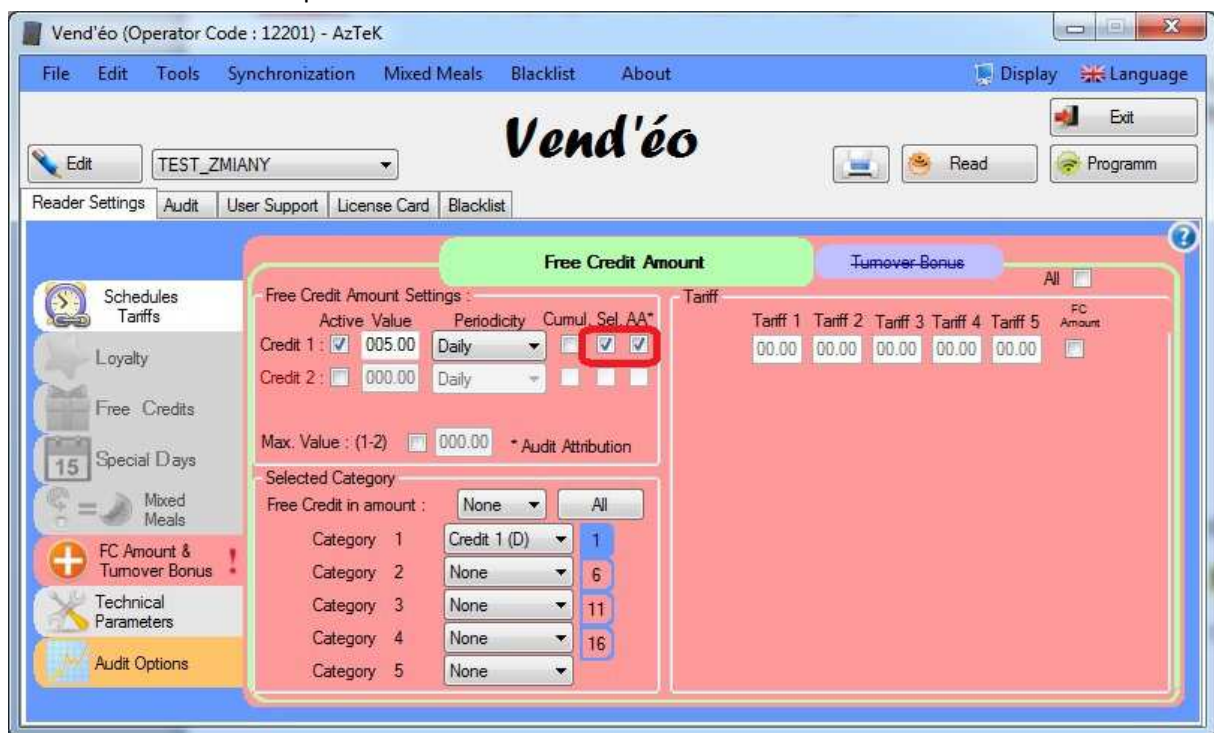 Vend'éo (Operator Code : 12201) - AzTeK
File Edit Tools Synchronization Mixed Meals Blacklist About Display Language
Vend'éo
Exit
Edit TEST_ZMIANY Read Programm
Reader Settings Audit User Support License Card Blacklist
Free Credit Amount Turnover Bonus
All
Schedules
Tariffs
Loyalty
Free Credits
15 Special Days
Mixed
Meals
FC Amount &
Turnover Bonus !
Technical
Parameters
Audit Options
Free Credit Amount Settings :
Active Value Periodicity Cumul. Sel. AA*
Credit 1 : 005.00 Daily
Credit 2 : 000.00 Daily
Max. Value : (1-2) 000.00 * Audit Attribution
Selected Category
Free Credit in amount : None All
Category 1 Credit 1 (D) 1
Category 2 None 6
Category 3 None 11
Category 4 None 16
Category 5 None
Tariff
Tariff 1 Tariff 2 Tariff 3 Tariff 4 Tariff 5 FC Amount
00.00 00.00 00.00 00.00 00.00